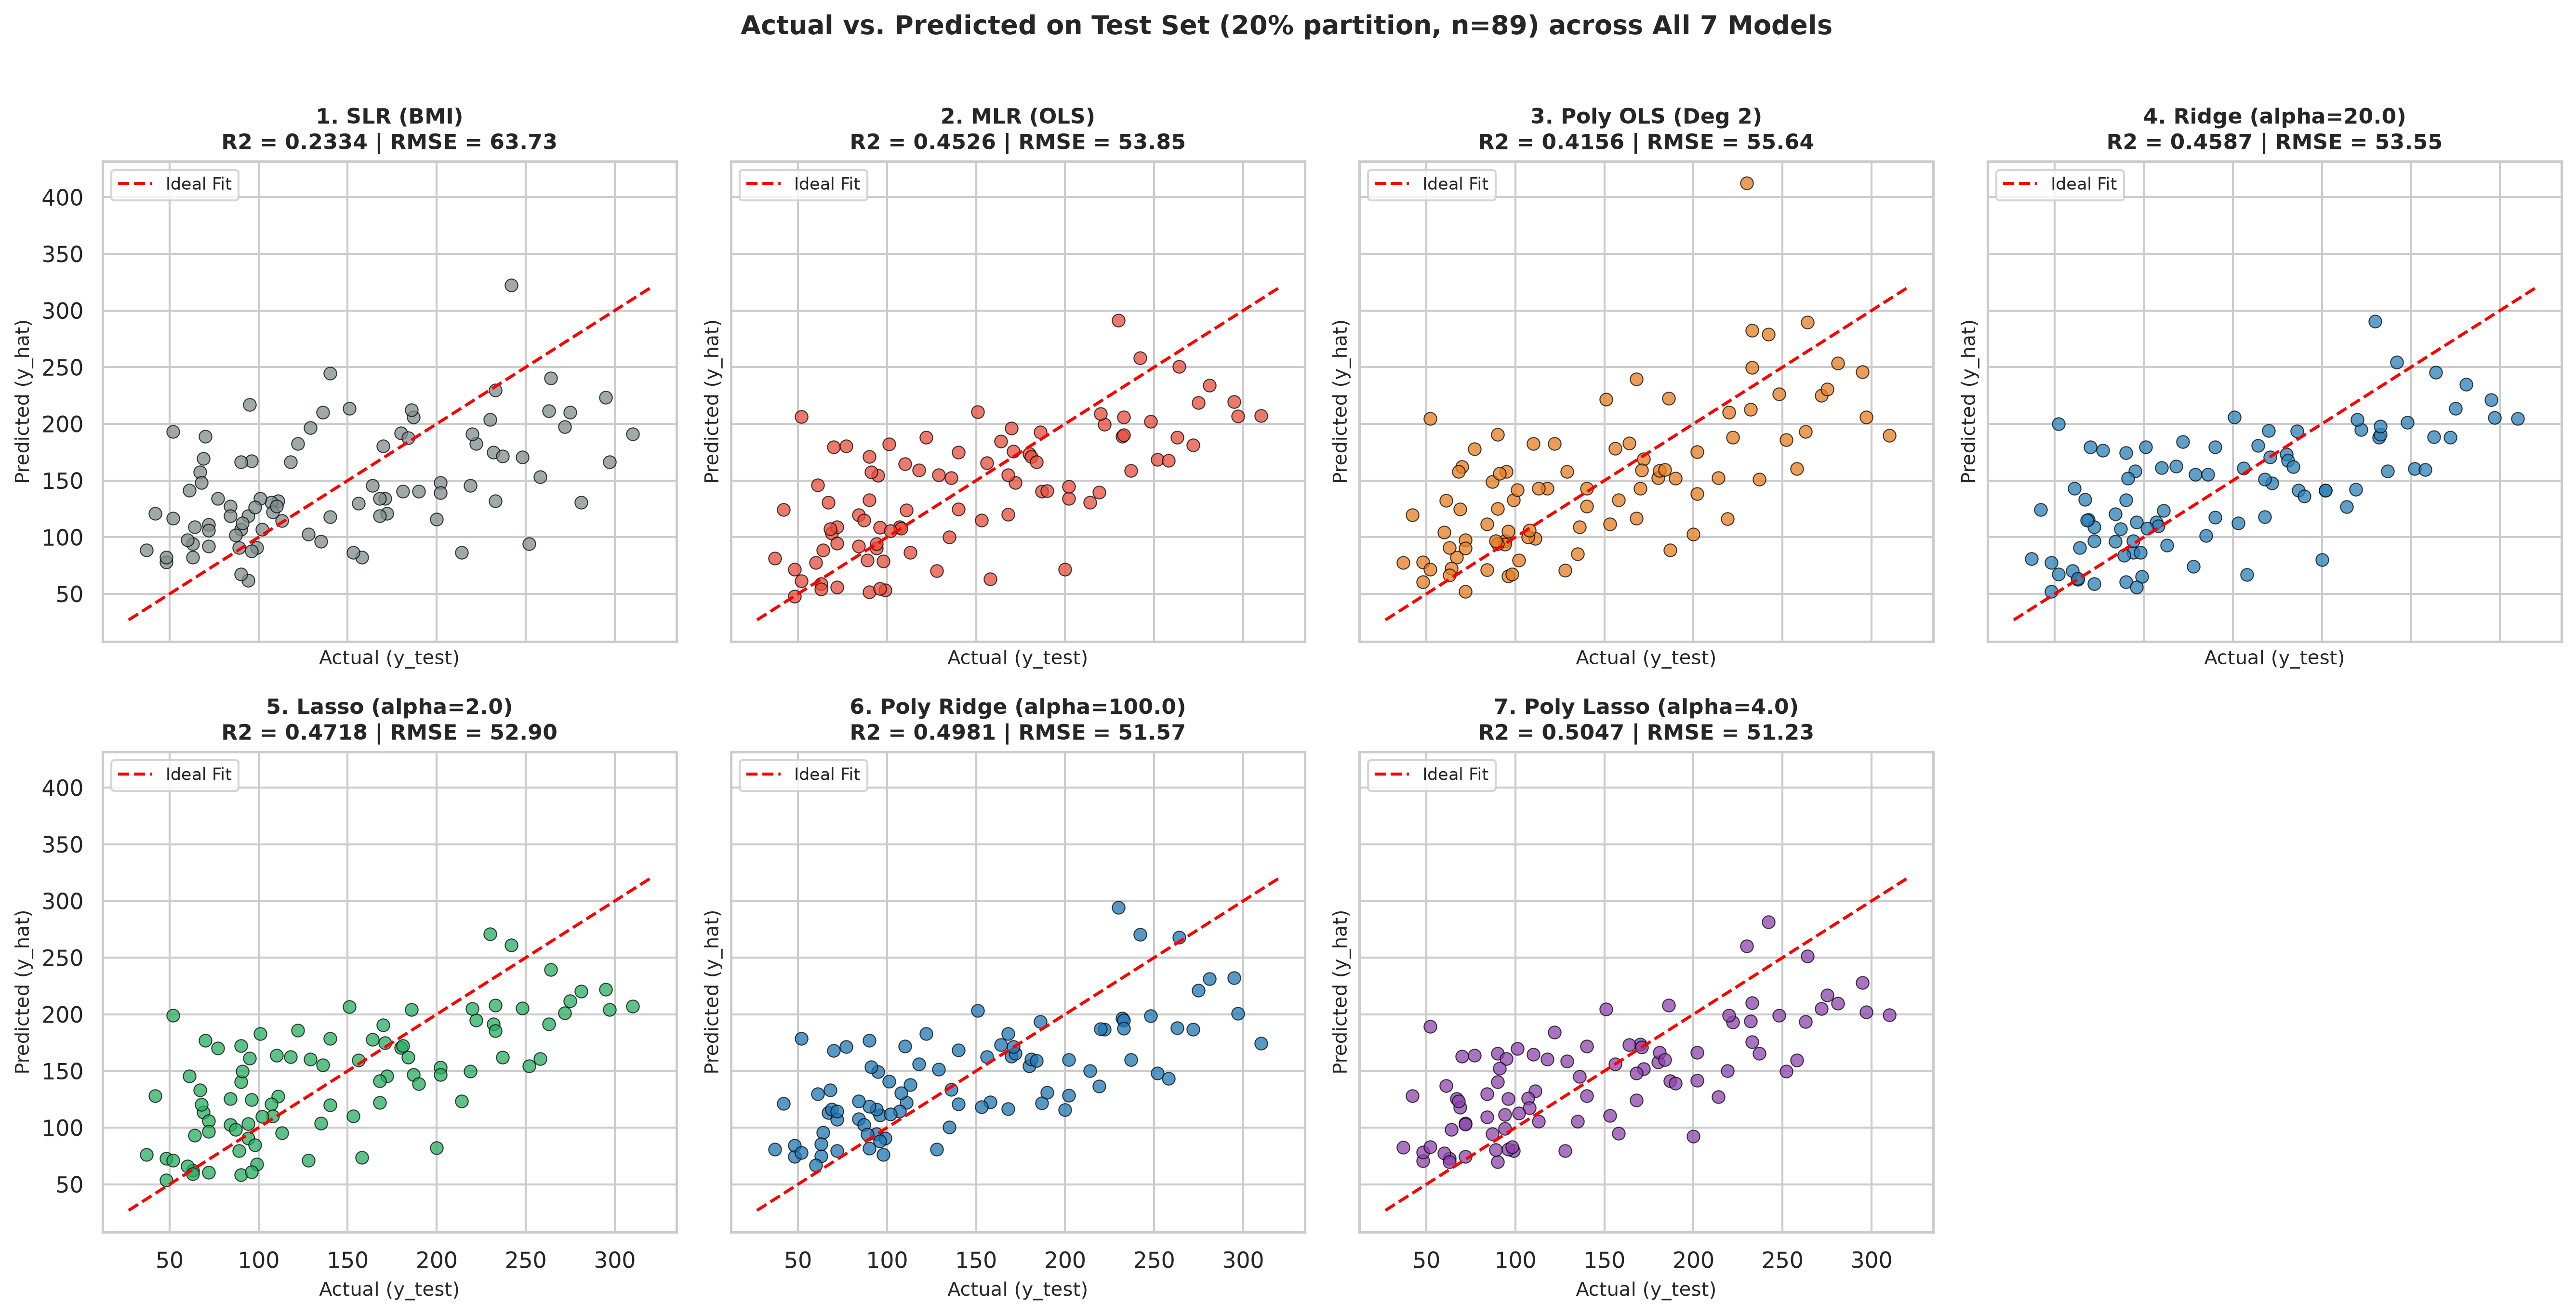 Actual vs. Predicted on Test Set (20% partition, n=89) across All 7 Models
1. SLR (BMI)
R2 = 0.2334 | RMSE = 63.73
Ideal Fit
400
350
300
250
200
150
100
50
Predicted (y_hat)
Actual (y_test)
2. MLR (OLS)
R2 = 0.4526 | RMSE = 53.85
Ideal Fit
Predicted (y_hat)
Actual (y_test)
3. Poly OLS (Deg 2)
R2 = 0.4156 | RMSE = 55.64
Ideal Fit
Predicted (y_hat)
Actual (y_test)
4. Ridge (alpha=20.0)
R2 = 0.4587 | RMSE = 53.55
Ideal Fit
Predicted (y_hat)
Actual (y_test)
5. Lasso (alpha=2.0)
R2 = 0.4718 | RMSE = 52.90
Ideal Fit
400
350
300
250
200
150
100
50
Predicted (y_hat)
50 100 150 200 250 300
Actual (y_test)
6. Poly Ridge (alpha=100.0)
R2 = 0.4981 | RMSE = 51.57
Ideal Fit
Predicted (y_hat)
50 100 150 200 250 300
Actual (y_test)
7. Poly Lasso (alpha=4.0)
R2 = 0.5047 | RMSE = 51.23
Ideal Fit
Predicted (y_hat)
50 100 150 200 250 300
Actual (y_test)